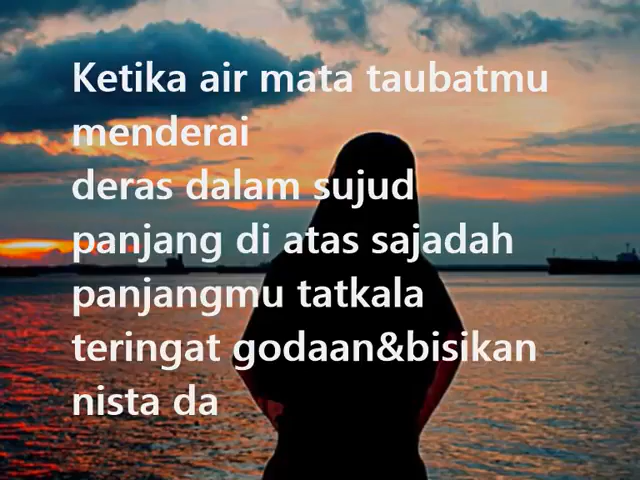 Ketika air mata taubatmu
menderai
deras dalam sujud
panjang di atas sajadah
panjangmu tatkala
teringat godaan&bisikan
nista da